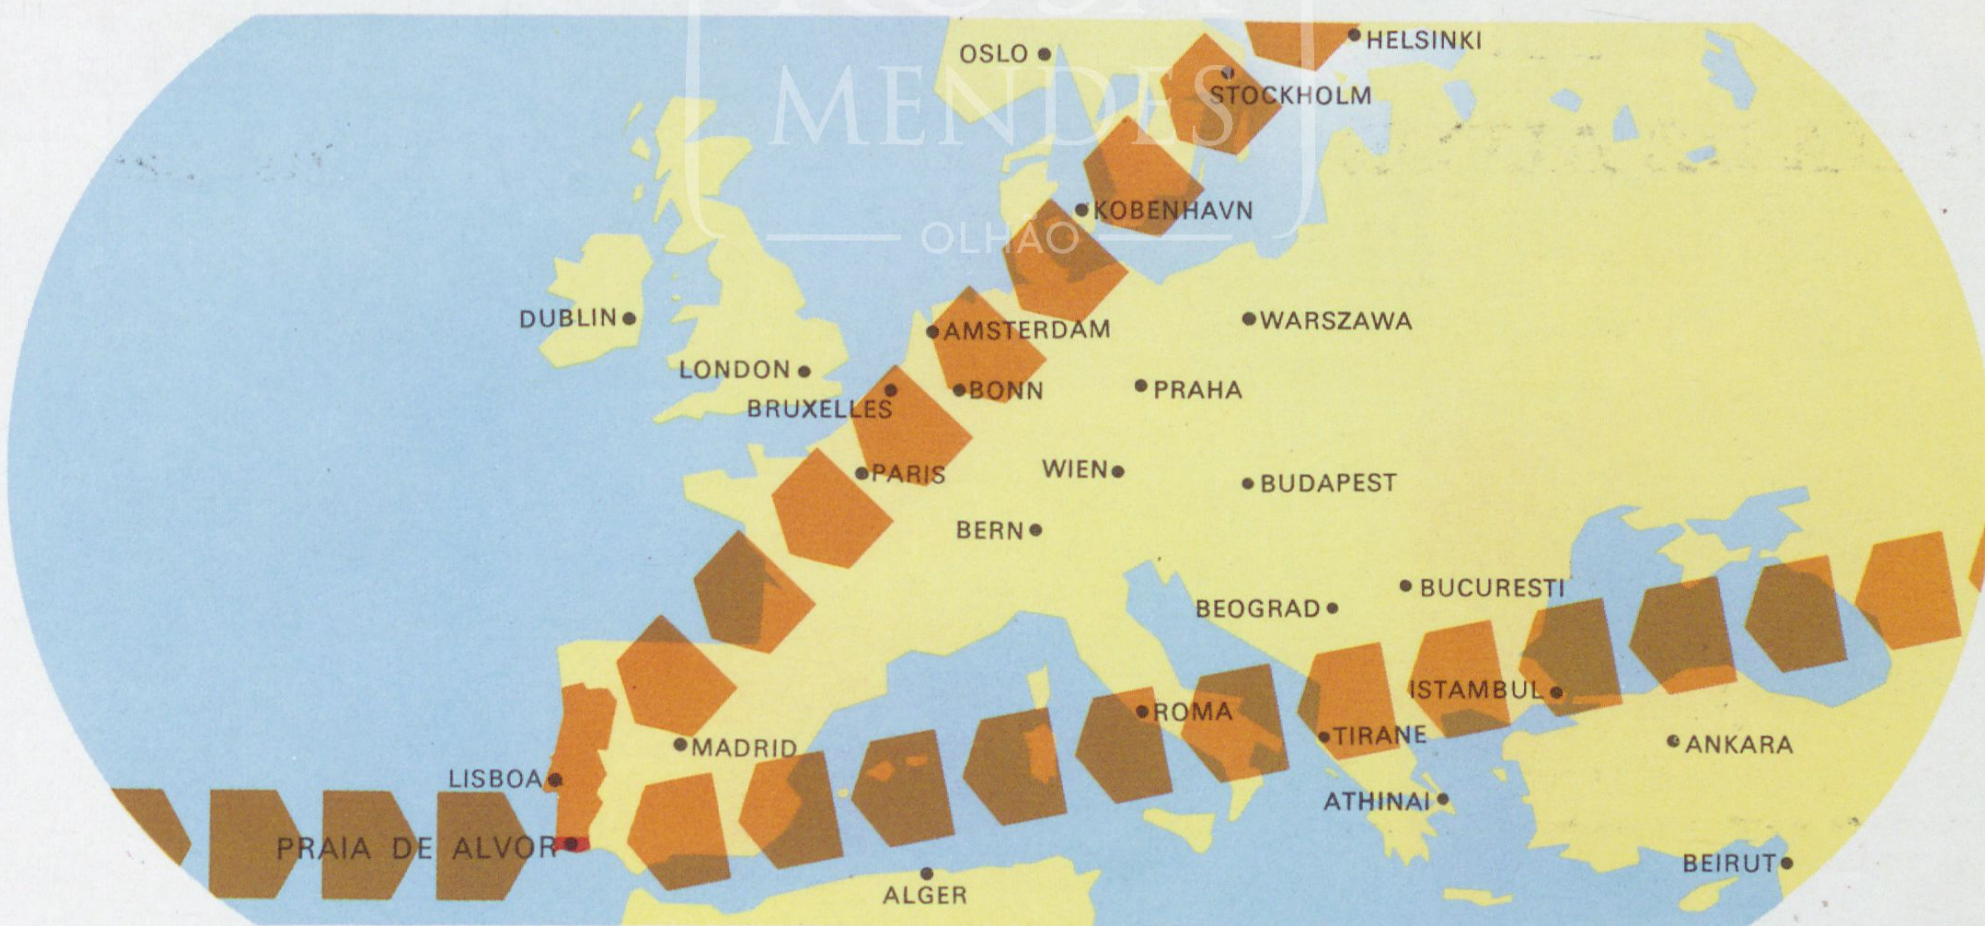 MENDES
OLHÃO
OSLO
HELSINKI
STOCKHOLM
KOBENHAVN
DUBLIN
AMSTERDAM
WARSZAWA
LONDON
BONN
PRAHA
BRUXELLES
PARIS
WIEN
BUDAPEST
BERN
BUCURESTI
BEOGRAD
ISTAMBUL
ROMA
TIRANE
ANKARA
MADRID
LISBOA
ATHINAI
PRAIA DE ALVOR
BEIRUT
ALGER